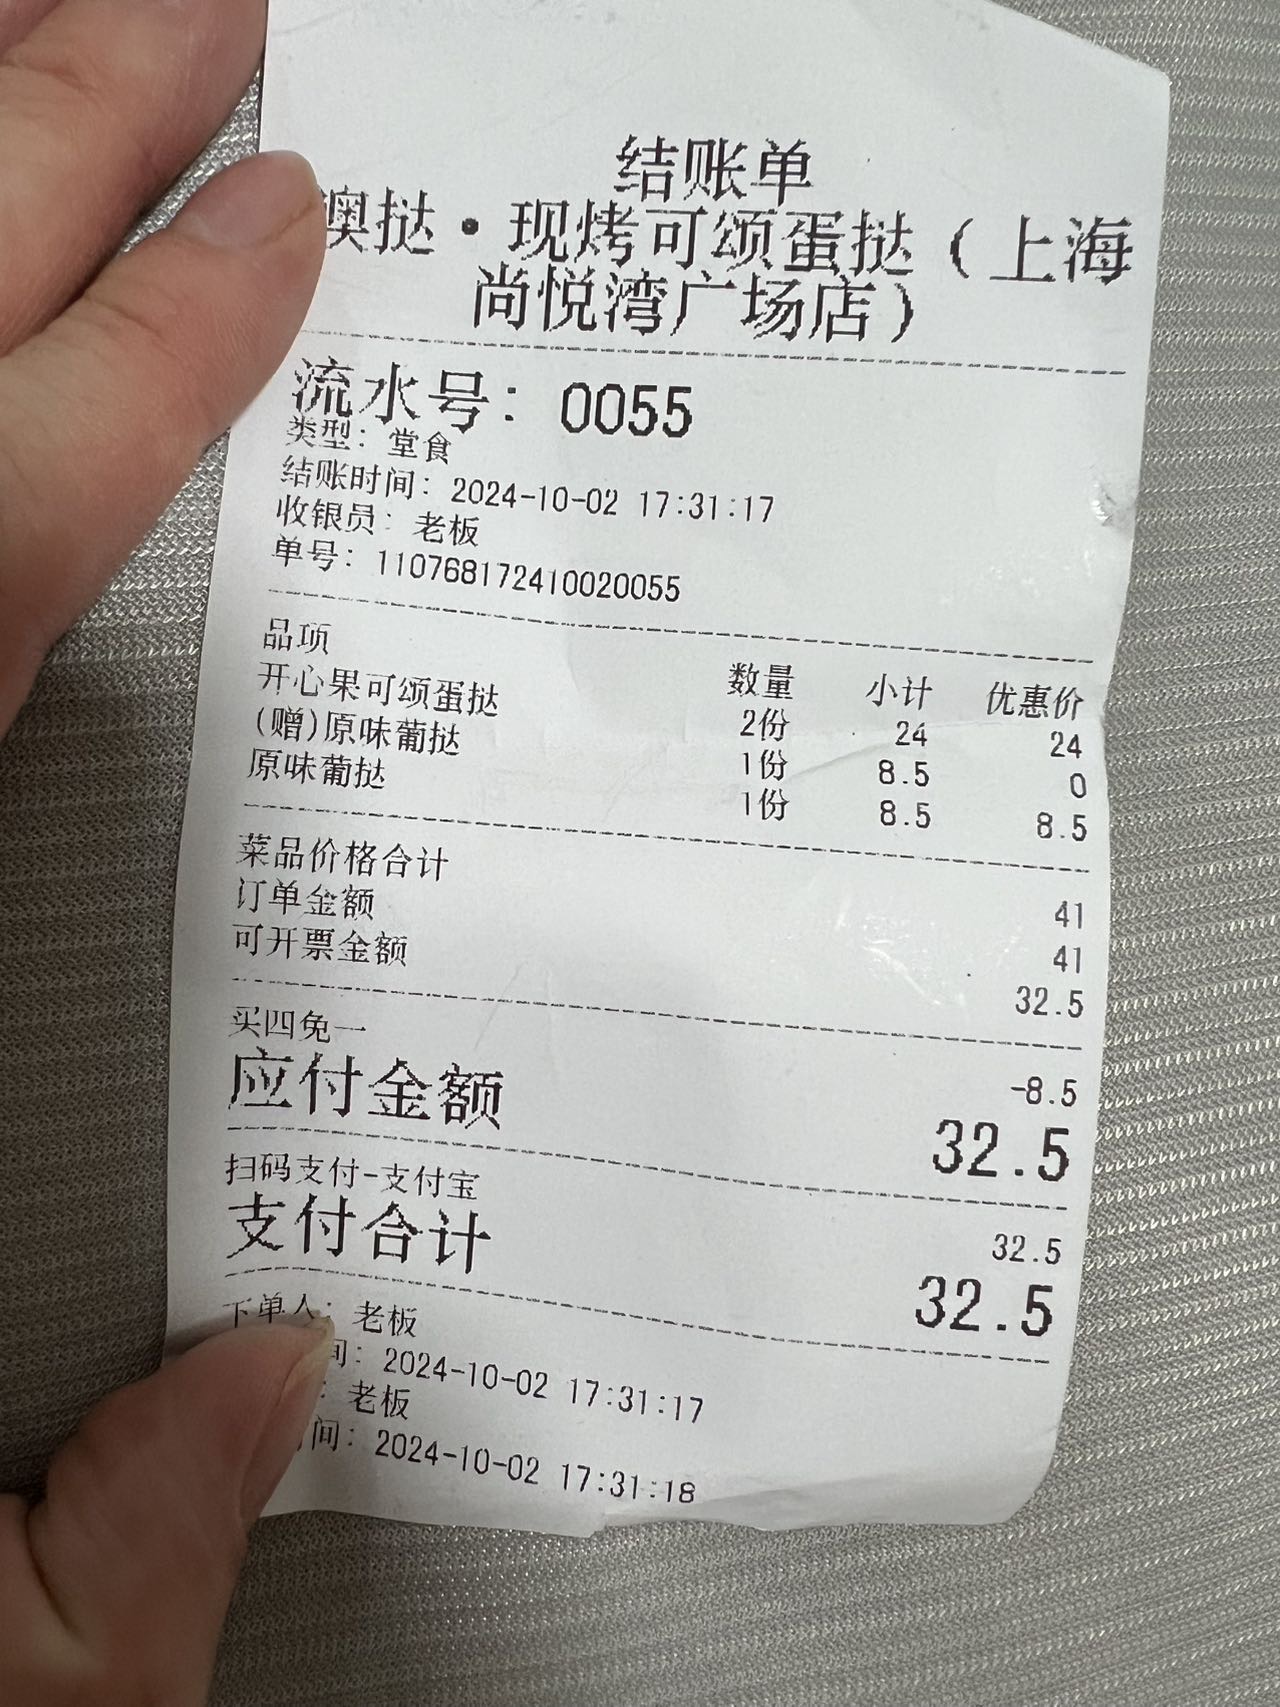 结账单
澳挞·现烤可颂蛋挞（上海
尚悦湾广场店）
流水号：0055
类型：堂食
结账时间：2024-10-02 17:31:17
收银员：老板
单号：110768172410020055
品项 数量 小计 优惠价
开心果可颂蛋挞 2份 24 24
(赠)原味葡挞 1份 8.5 0
原味葡挞 1份 8.5 8.5
菜品价格合计 41
订单金额 41
可开票金额 32.5
买四免一 -8.5
应付金额 32.5
扫码支付-支付宝 32.5
支付合计 32.5
下单人：老板
间：2024-10-02 17:31:17
：老板
时间：2024-10-02 17:31:18